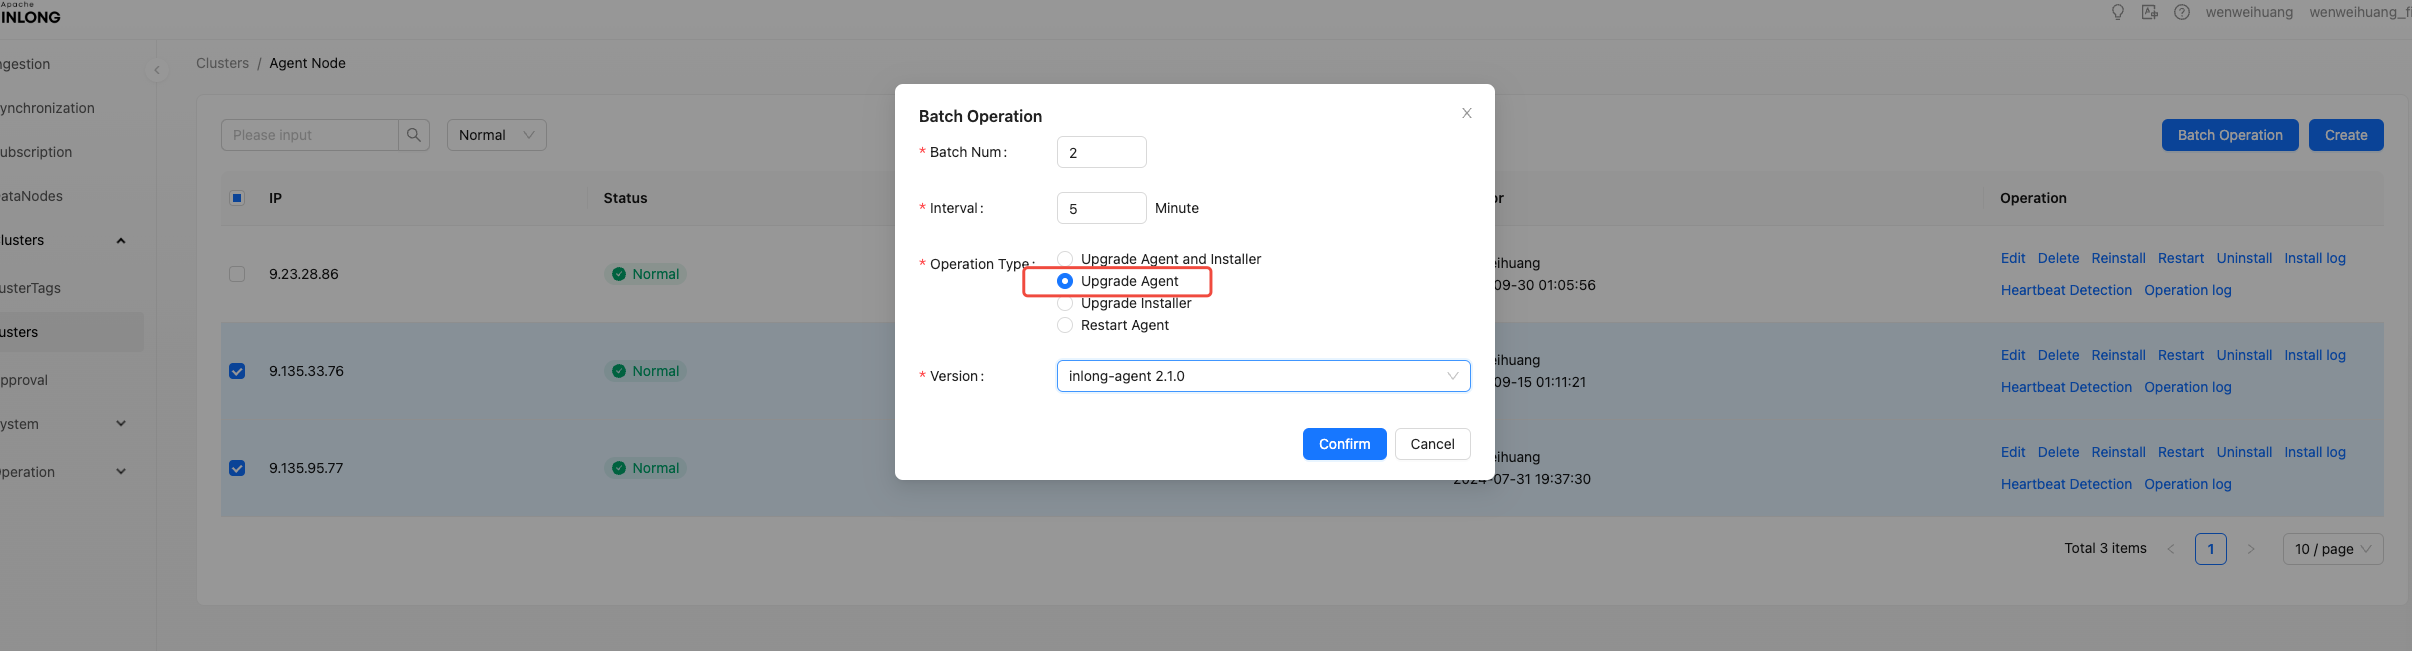 Apache
INLONG
wenweihuang wenweihuang_fi
ngestion
ynchronization
ubscription
ataNodes
lusters
usterTags
usters
pproval
ystem
peration
Clusters / Agent Node
Please input
Normal
Batch Operation
Create
IP Status or Operation
9.23.28.86 Normal eihuang
09-30 01:05:56
Edit Delete Reinstall Restart Uninstall Install log
Heartbeat Detection Operation log
9.135.33.76 Normal eihuang
09-15 01:11:21
Edit Delete Reinstall Restart Uninstall Install log
Heartbeat Detection Operation log
9.135.95.77 Normal eihuang
2024-07-31 19:37:30
Edit Delete Reinstall Restart Uninstall Install log
Heartbeat Detection Operation log
Total 3 items < 1 > 10 / page
Batch Operation
* Batch Num: 2
* Interval: 5 Minute
* Operation Type: Upgrade Agent and Installer
Upgrade Agent
Upgrade Installer
Restart Agent
* Version: inlong-agent 2.1.0
Confirm Cancel